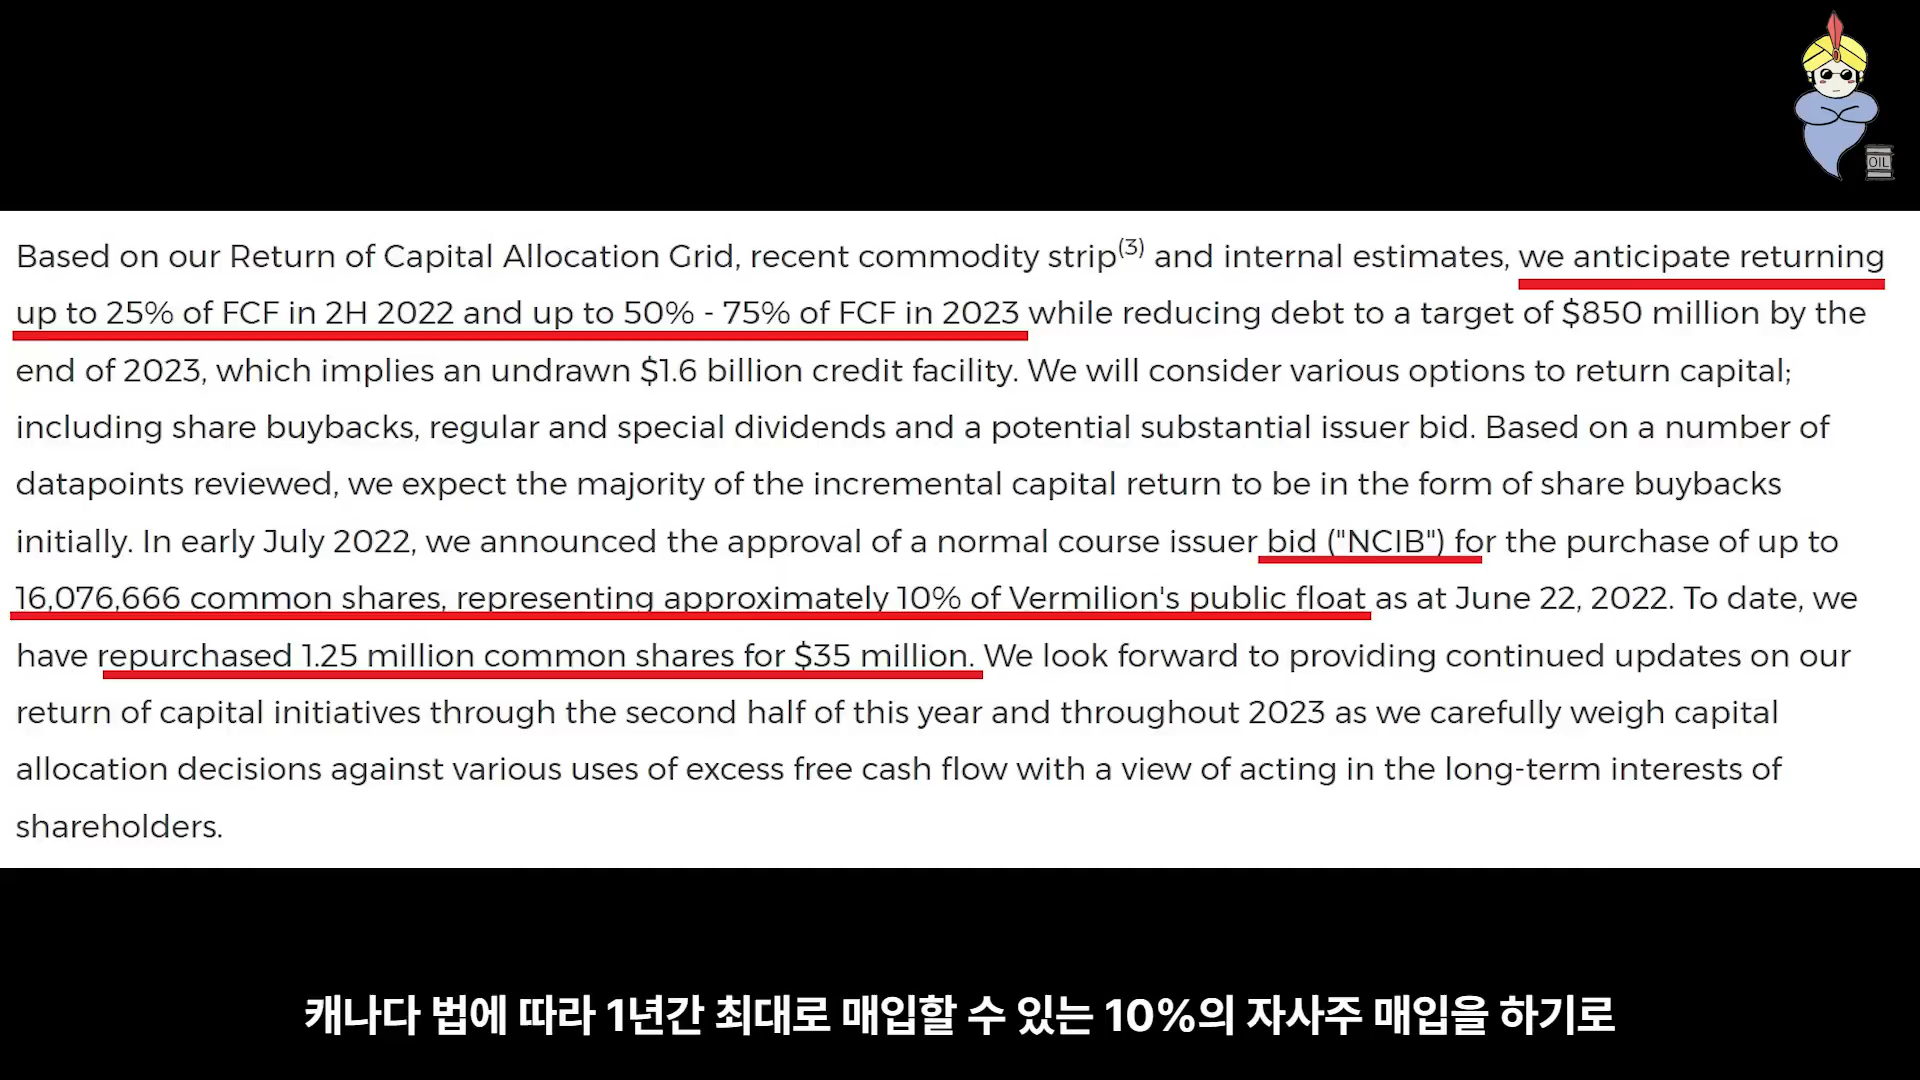 OIL
Based on our Return of Capital Allocation Grid, recent commodity strip(3) and internal estimates, we anticipate returning
up to 25% of FCF in 2H 2022 and up to 50% - 75% of FCF in 2023 while reducing debt to a target of $850 million by the
end of 2023, which implies an undrawn $1.6 billion credit facility. We will consider various options to return capital;
including share buybacks, regular and special dividends and a potential substantial issuer bid. Based on a number of
datapoints reviewed, we expect the majority of the incremental capital return to be in the form of share buybacks
initially. In early July 2022, we announced the approval of a normal course issuer bid ("NCIB") for the purchase of up to
16,076,666 common shares, representing approximately 10% of Vermilion's public float as at June 22, 2022. To date, we
have repurchased 1.25 million common shares for $35 million. We look forward to providing continued updates on our
return of capital initiatives through the second half of this year and throughout 2023 as we carefully weigh capital
allocation decisions against various uses of excess free cash flow with a view of acting in the long-term interests of
shareholders.
캐나다 법에 따라 1년간 최대로 매입할 수 있는 10%의 자사주 매입을 하기로